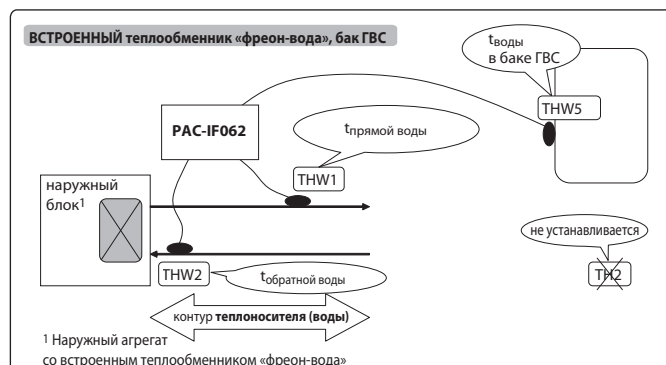 ВСТРОЕННЫЙ теплообменник «фреон-вода», бак ГВС
tводы
в баке ГВС
THW5
PAC-IF062
tпрямой воды
THW1
наружный
блок1
не устанавливается
TH2
THW2
tобратной воды
контур теплоносителя (воды)
1 Наружный агрегат
со встроенным теплообменником «фреон-вода»